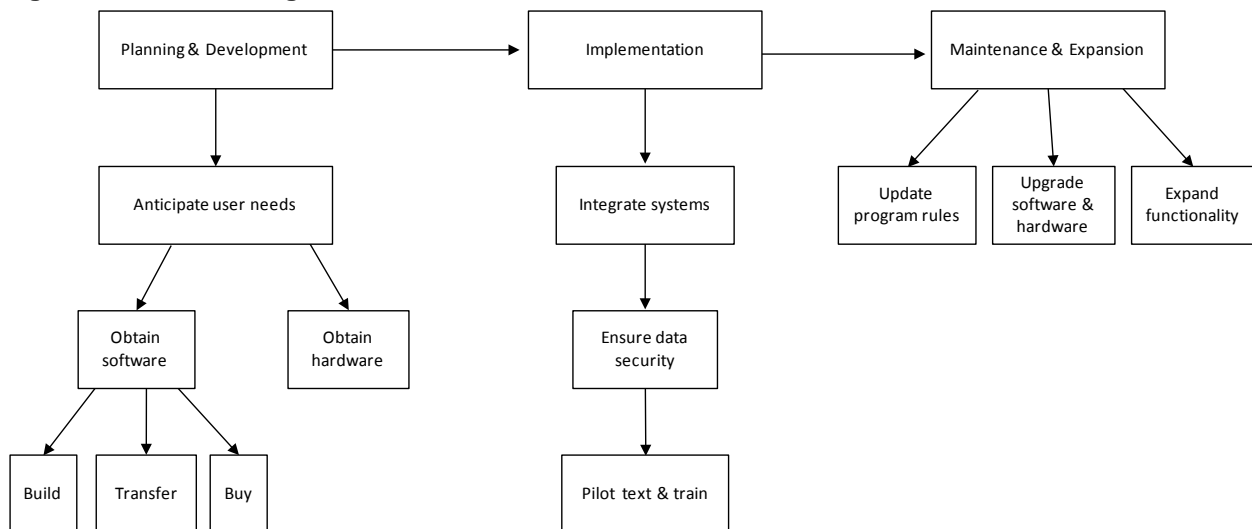 Planning & Development
Implementation
Maintenance & Expansion
Anticipate user needs
Integrate systems
Update
program rules
Upgrade
software &
hardware
Expand
functionality
Obtain
software
Obtain
hardware
Ensure data
security
Build
Transfer
Buy
Pilot text & train